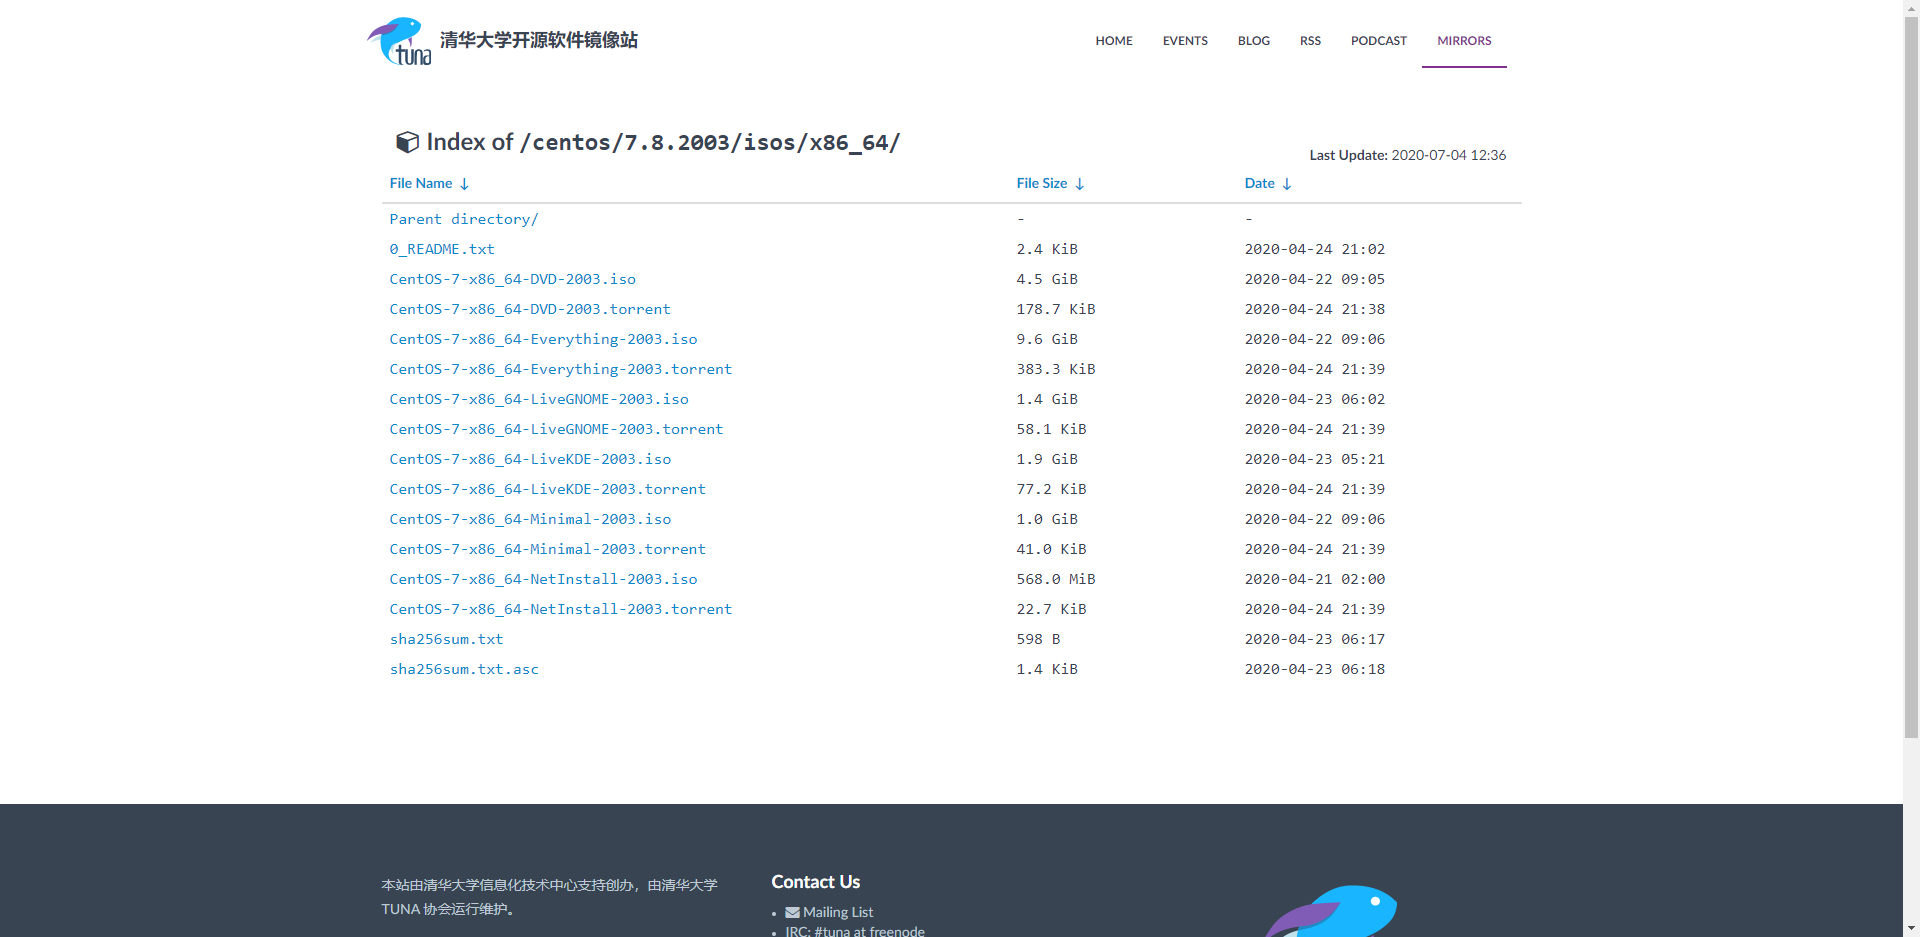 tuna 清华大学开源软件镜像站
HOME EVENTS BLOG RSS PODCAST MIRRORS
Index of /centos/7.8.2003/isos/x86_64/
Last Update: 2020-07-04 12:36
File Name ↓ File Size ↓ Date ↓
Parent directory/ - -
0_README.txt 2.4 KiB 2020-04-24 21:02
CentOS-7-x86_64-DVD-2003.iso 4.5 GiB 2020-04-22 09:05
CentOS-7-x86_64-DVD-2003.torrent 178.7 KiB 2020-04-24 21:38
CentOS-7-x86_64-Everything-2003.iso 9.6 GiB 2020-04-22 09:06
CentOS-7-x86_64-Everything-2003.torrent 383.3 KiB 2020-04-24 21:39
CentOS-7-x86_64-LiveGNOME-2003.iso 1.4 GiB 2020-04-23 06:02
CentOS-7-x86_64-LiveGNOME-2003.torrent 58.1 KiB 2020-04-24 21:39
CentOS-7-x86_64-LiveKDE-2003.iso 1.9 GiB 2020-04-23 05:21
CentOS-7-x86_64-LiveKDE-2003.torrent 77.2 KiB 2020-04-24 21:39
CentOS-7-x86_64-Minimal-2003.iso 1.0 GiB 2020-04-22 09:06
CentOS-7-x86_64-Minimal-2003.torrent 41.0 KiB 2020-04-24 21:39
CentOS-7-x86_64-NetInstall-2003.iso 568.0 MiB 2020-04-21 02:00
CentOS-7-x86_64-NetInstall-2003.torrent 22.7 KiB 2020-04-24 21:39
sha256sum.txt 598 B 2020-04-23 06:17
sha256sum.txt.asc 1.4 KiB 2020-04-23 06:18
本站由清华大学信息化技术中心支持创办，由清华大学
TUNA 协会运行维护。
Contact Us
• Mailing List
• IRC: #tuna at freenode